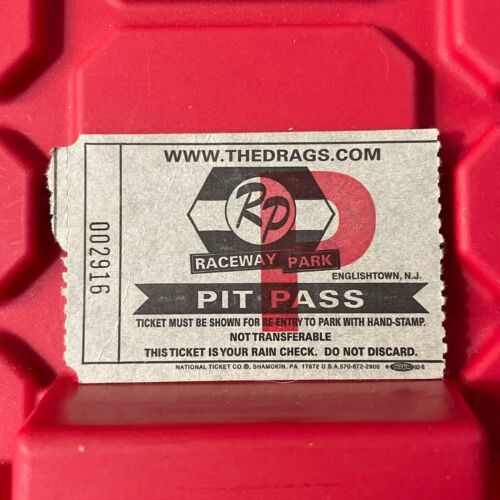 WWW.THEDRAGS.COM
RP
P
RACEWAY PARK
ENGLISHTOWN, N.J.
PIT PASS
TICKET MUST BE SHOWN FOR RE-ENTRY TO PARK WITH HAND-STAMP.
NOT TRANSFERABLE
THIS TICKET IS YOUR RAIN CHECK. DO NOT DISCARD.
NATIONAL TICKET CO.®, SHAMOKIN, PA 17872 U.S.A. 570-672-2900
002916